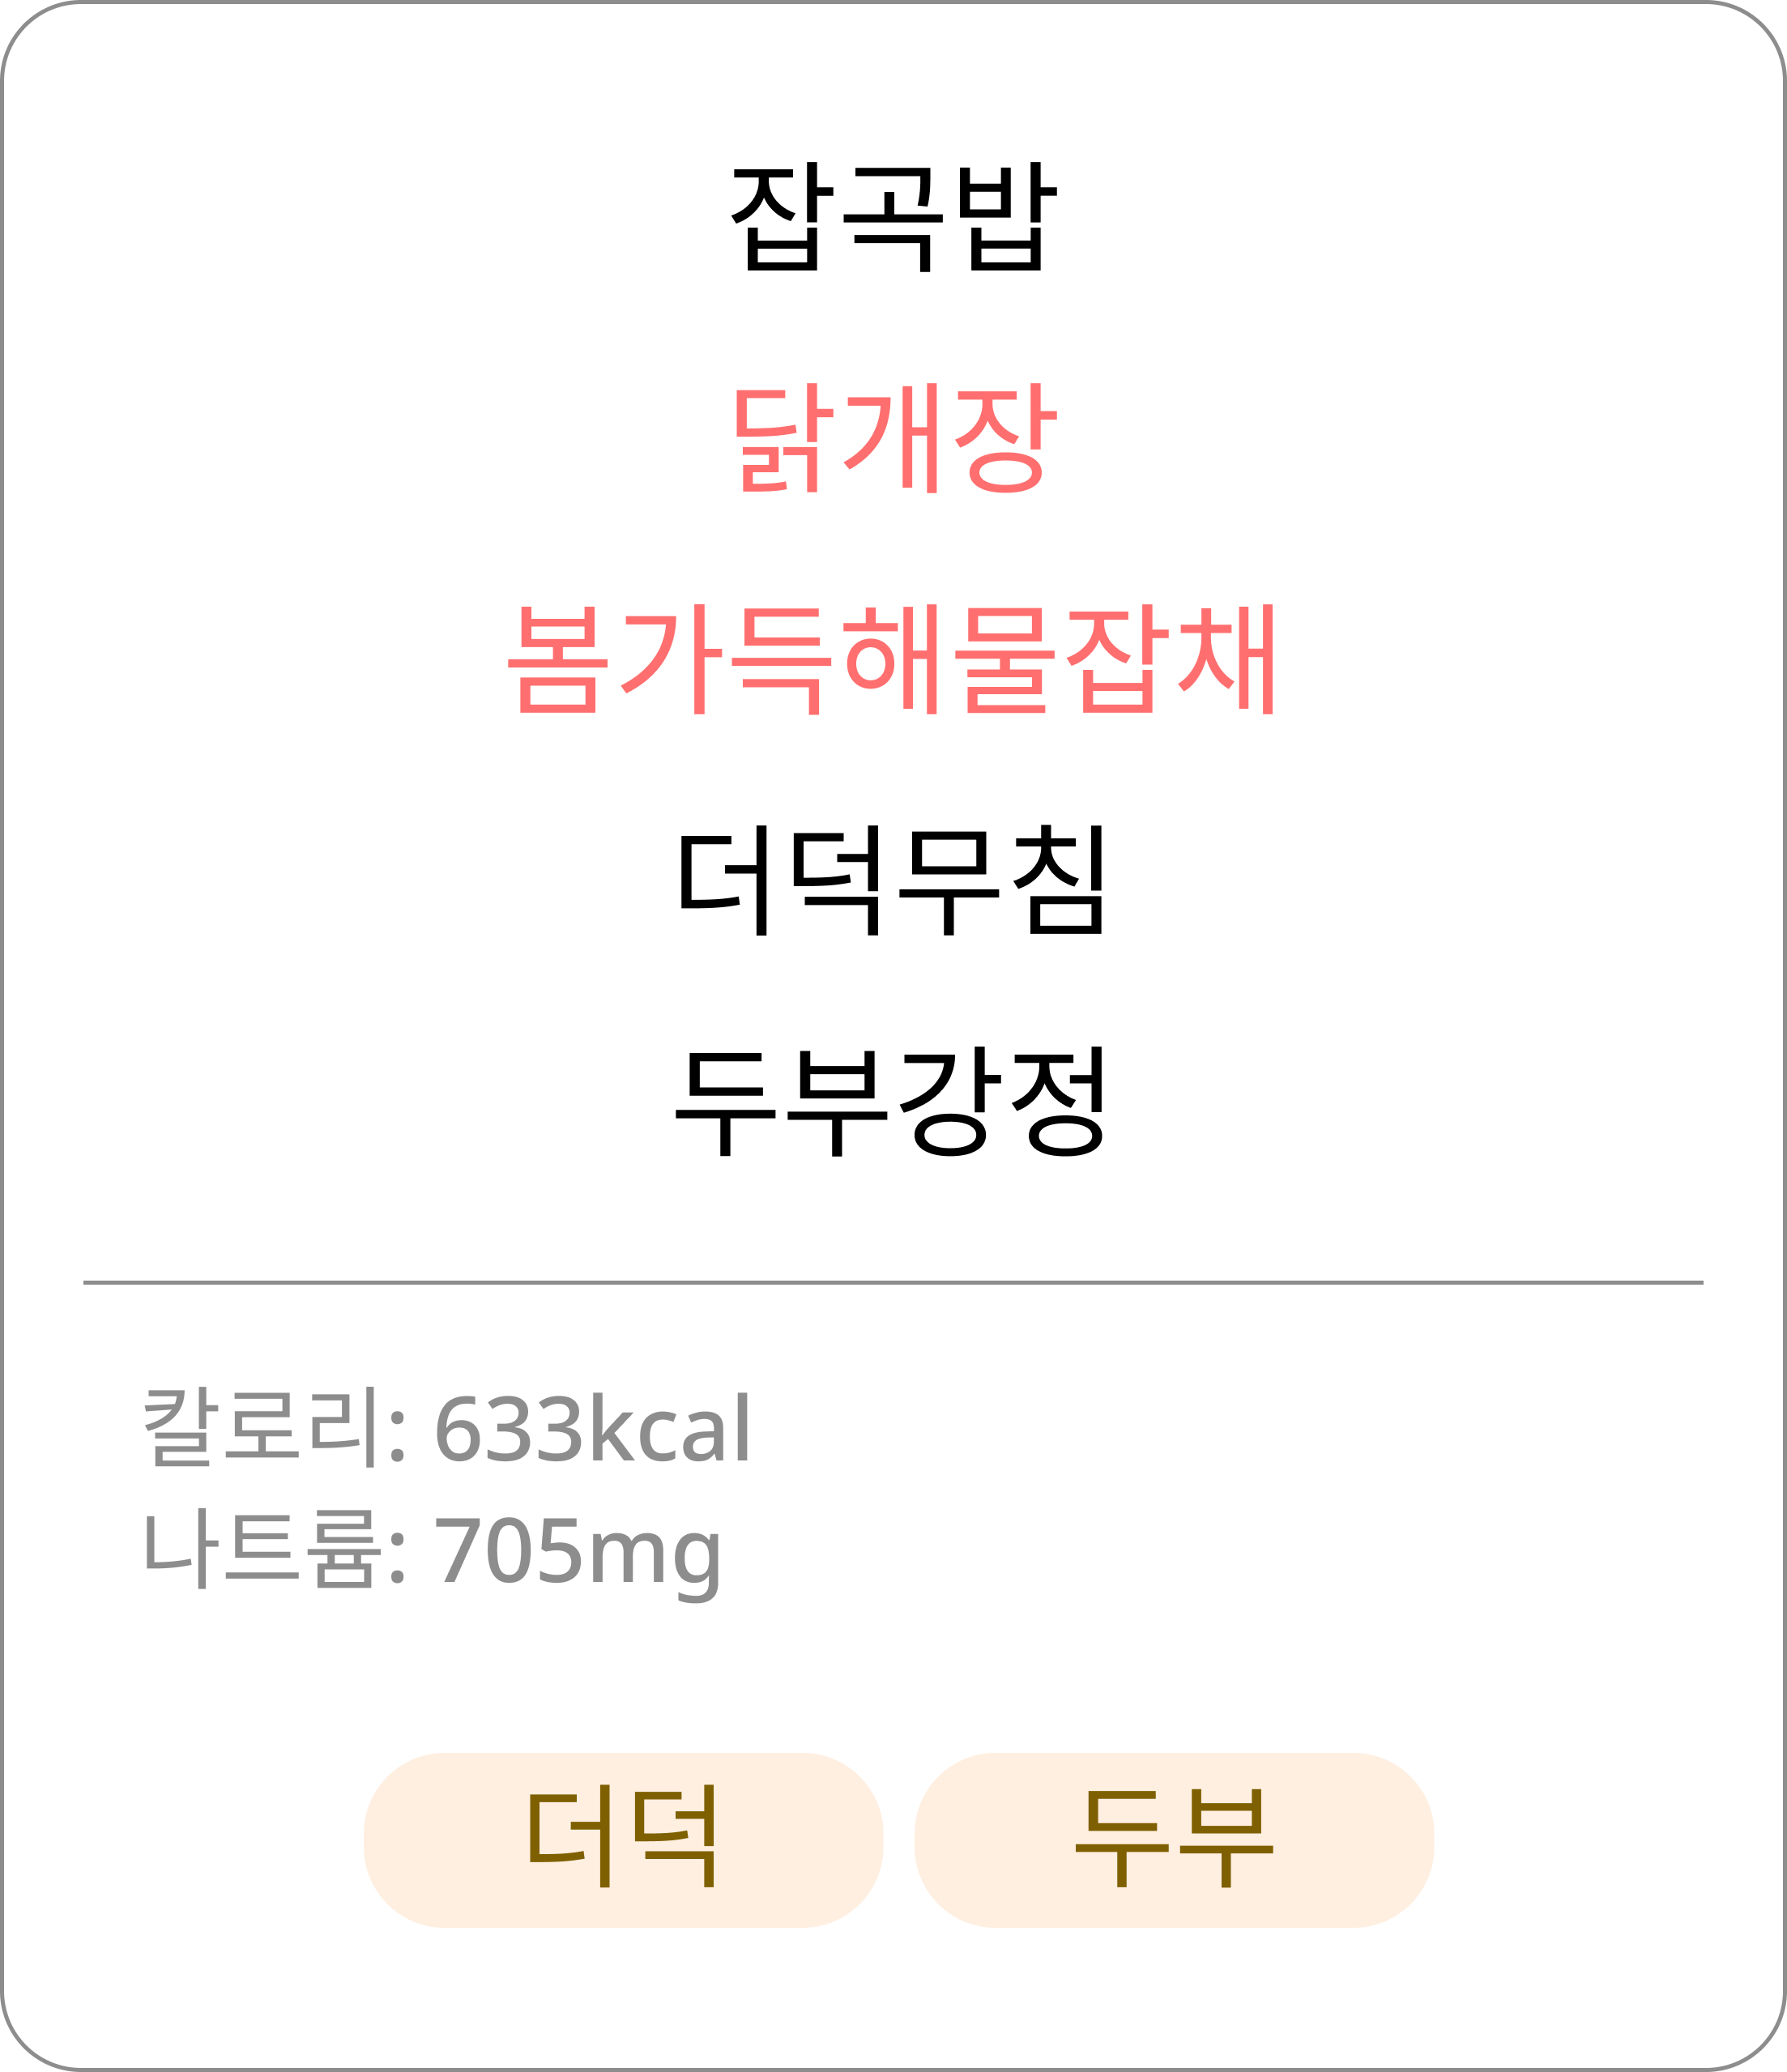 잡곡밥
닭개장
봄가득해물잡채
더덕무침
두부강정
칼로리: 633kcal
나트륨: 705mg
더덕
두부